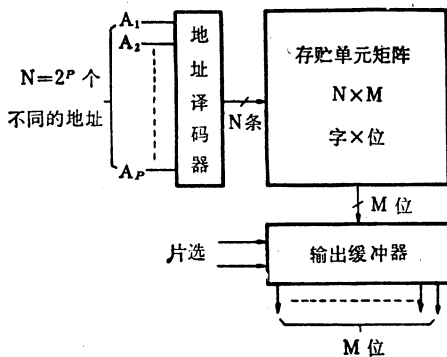 A₁
A₂
N=2ᴾ 个
不同的地址
Aₚ
地址译码器
N条
存贮单元矩阵
N×M
字×位
M 位
片选
输出缓冲器
M 位